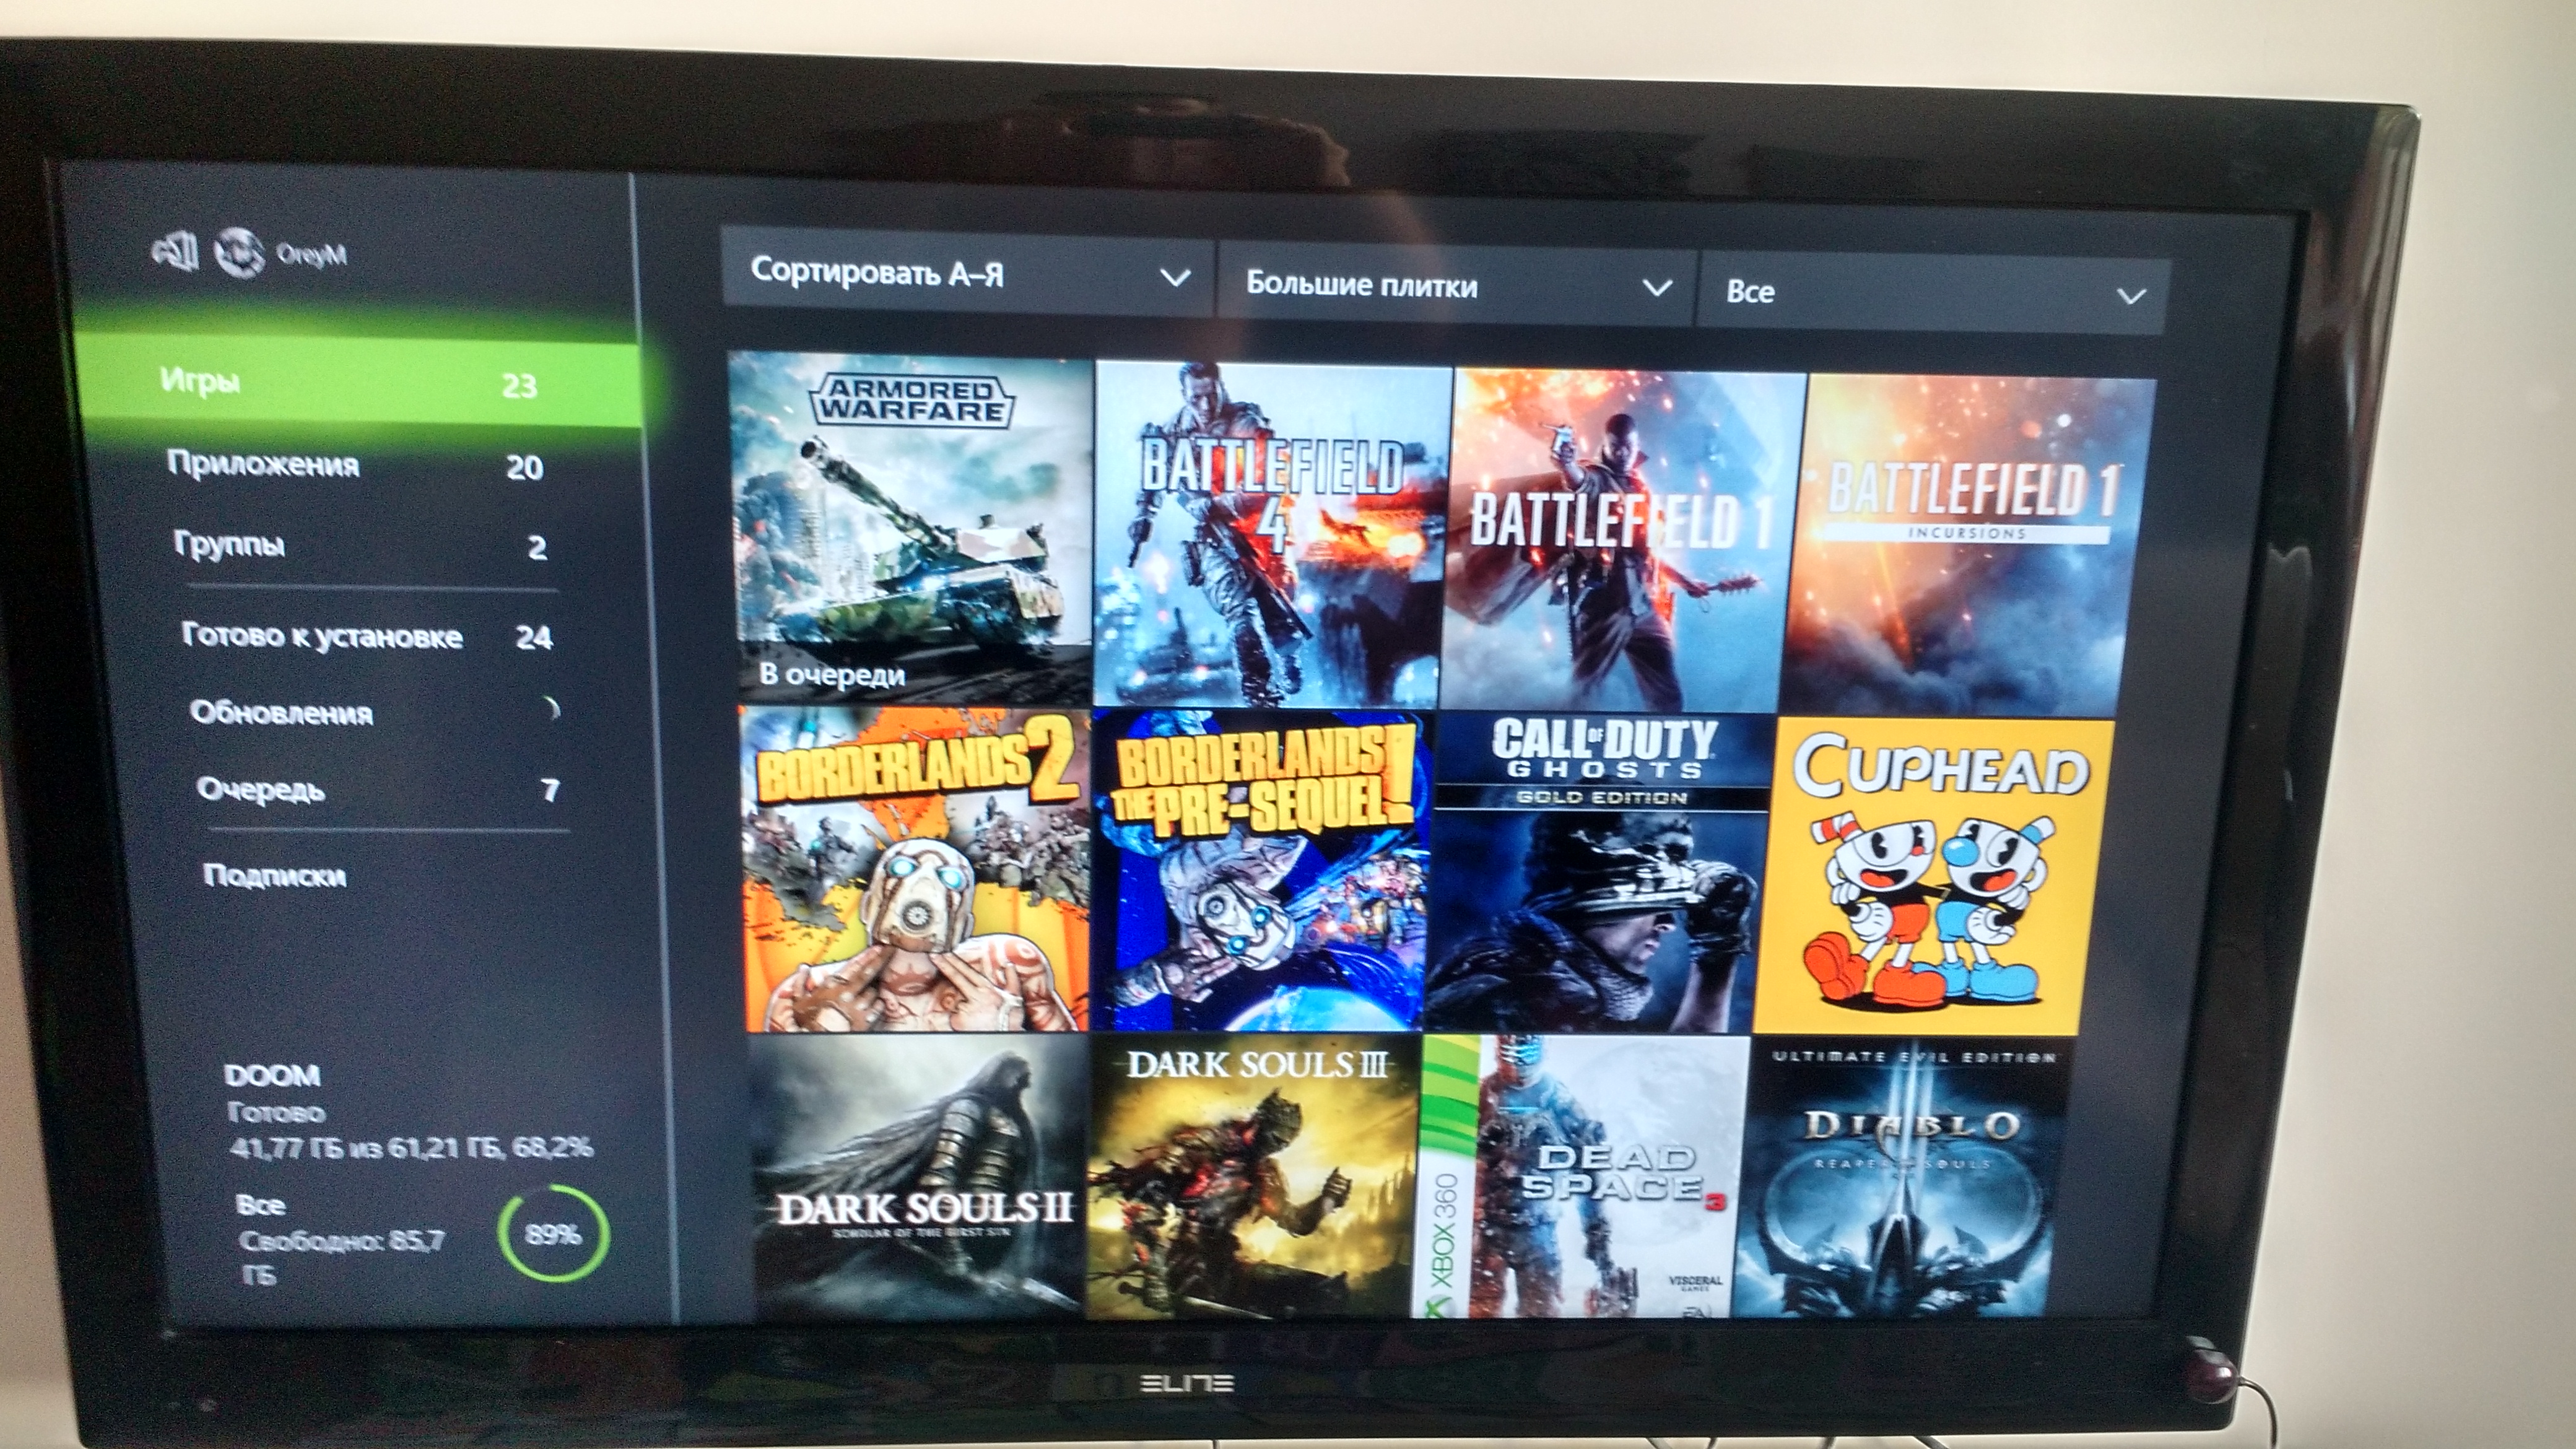 OreyM
Игры 23
Приложения 20
Группы 2
Готово к установке 24
Обновления
Очередь 7
Подписки
DOOM
Готово
41,77 ГБ из 61,21 ГБ, 68,2%
Все
Свободно: 85,7
ГБ
89%
Сортировать А–Я
Большие плитки
Все
ARMORED
WARFARE
В очереди
BATTLEFIELD
4
BATTLEFIELD 1
BATTLEFIELD 1
INCURSIONS
BORDERLANDS 2
BORDERLANDS
THE PRE-SEQUEL!
CALL OF DUTY
GHOSTS
GOLD EDITION
CUPHEAD
DARK SOULS II
SCHOLAR OF THE FIRST SIN
DARK SOULS III
XBOX 360
DEAD
SPACE 3
VISCERAL
GAMES
EA
ULTIMATE EVIL EDITION
DIABLO
REAPER OF SOULS
ELITE